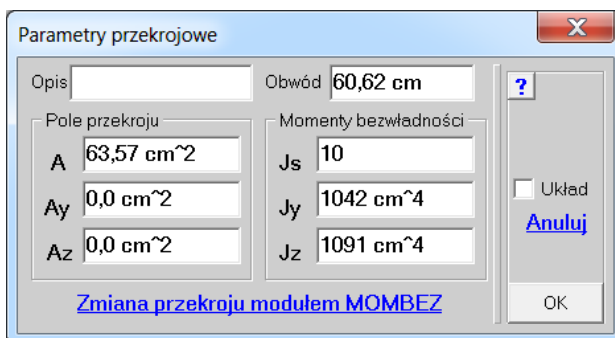 Parametry przekrojowe
X
Opis Obwód 60,62 cm
?
Pole przekroju Momenty bezwładności
A 63,57 cm^2 Js 10
Ay 0,0 cm^2 Jy 1042 cm^4
Układ
Az 0,0 cm^2 Jz 1091 cm^4
Anuluj
Zmiana przekroju modułem MOMBEZ OK